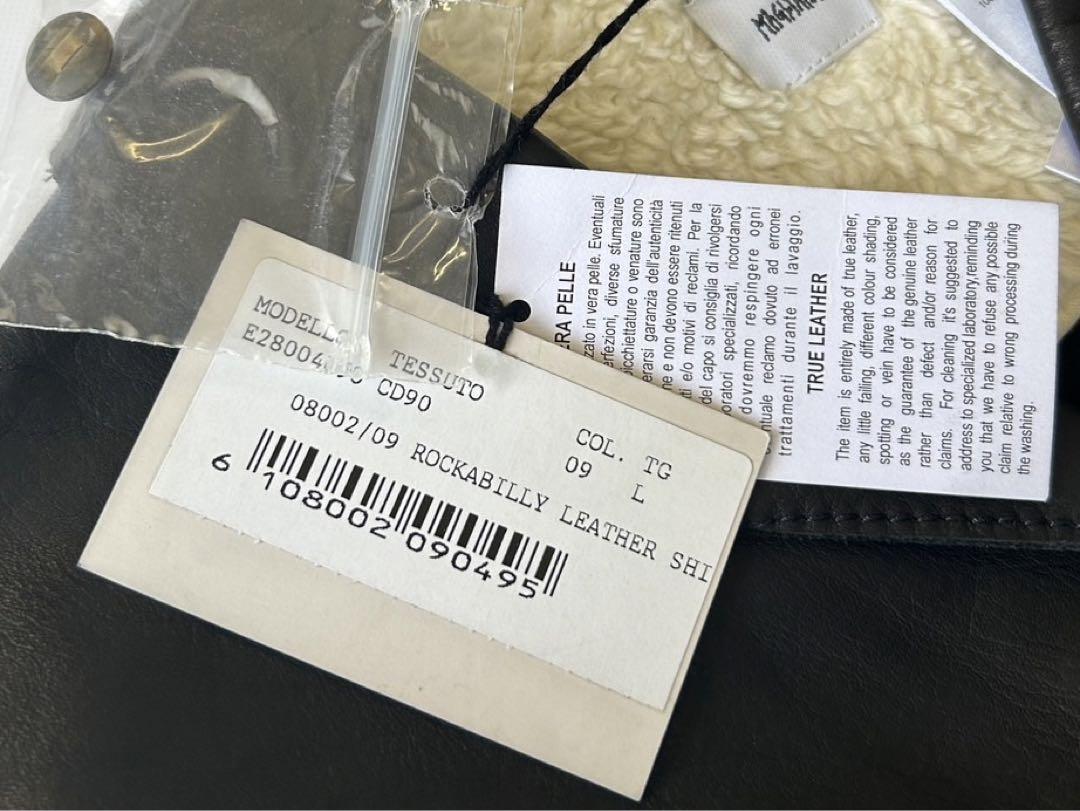 MODELLO TESSUTO
E28004 CD90
COL. TG
09 L
08002/09 ROCKABILLY LEATHER SHI
6 108002 090495
ERA PELLE
zzato in vera pelle. Eventuali
erfezioni, diverse sfumature
icchiettature o venature sono
erarsi garanzia dell'autenticità
ne e non devono essere ritenuti
ti e/o motivi di reclami. Per la
del capo si consiglia di rivolgersi
oratori specializzati, ricordando
dovremmo respingere ogni
ntuale reclamo dovuto ad erronei
trattamenti durante il lavaggio.
TRUE LEATHER
The item is entirely made of true leather,
any little failing, different colour shading,
spotting or vein have to be considered
as the guarantee of the genuine leather
rather than defect and/or reason for
claims. For cleaning it's suggested to
address to specialized laboratory,reminding
you that we have to refuse any possible
claim relative to wrong processing during
the washing.